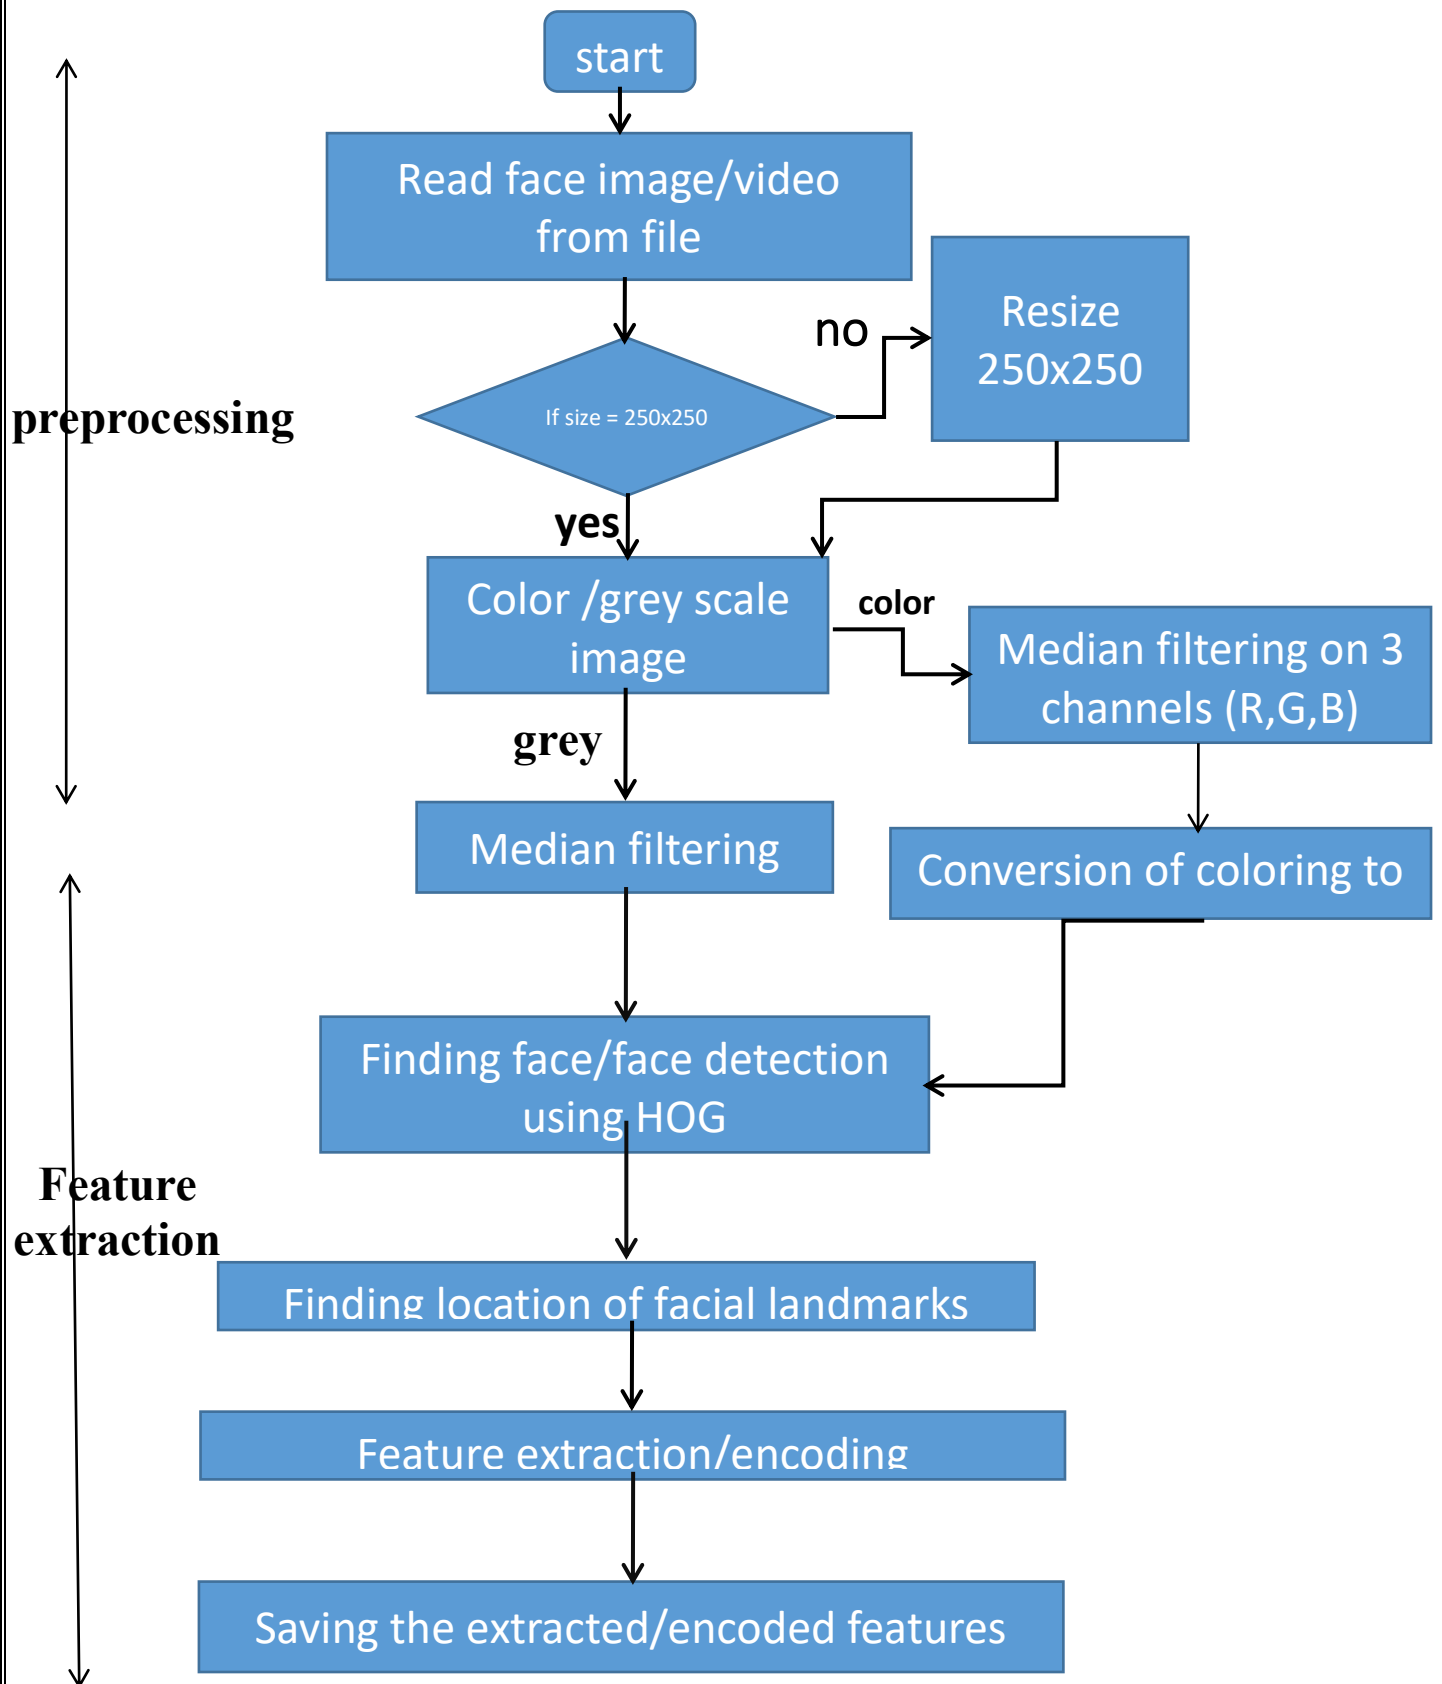 start
Read face image/video
from file
no
Resize
250x250
If size = 250x250
preprocessing
yes
Color /grey scale
image
color
Median filtering on 3
channels (R,G,B)
grey
Median filtering
Conversion of coloring to
Finding face/face detection
using HOG
Feature
extraction
Finding location of facial landmarks
Feature extraction/encoding
Saving the extracted/encoded features